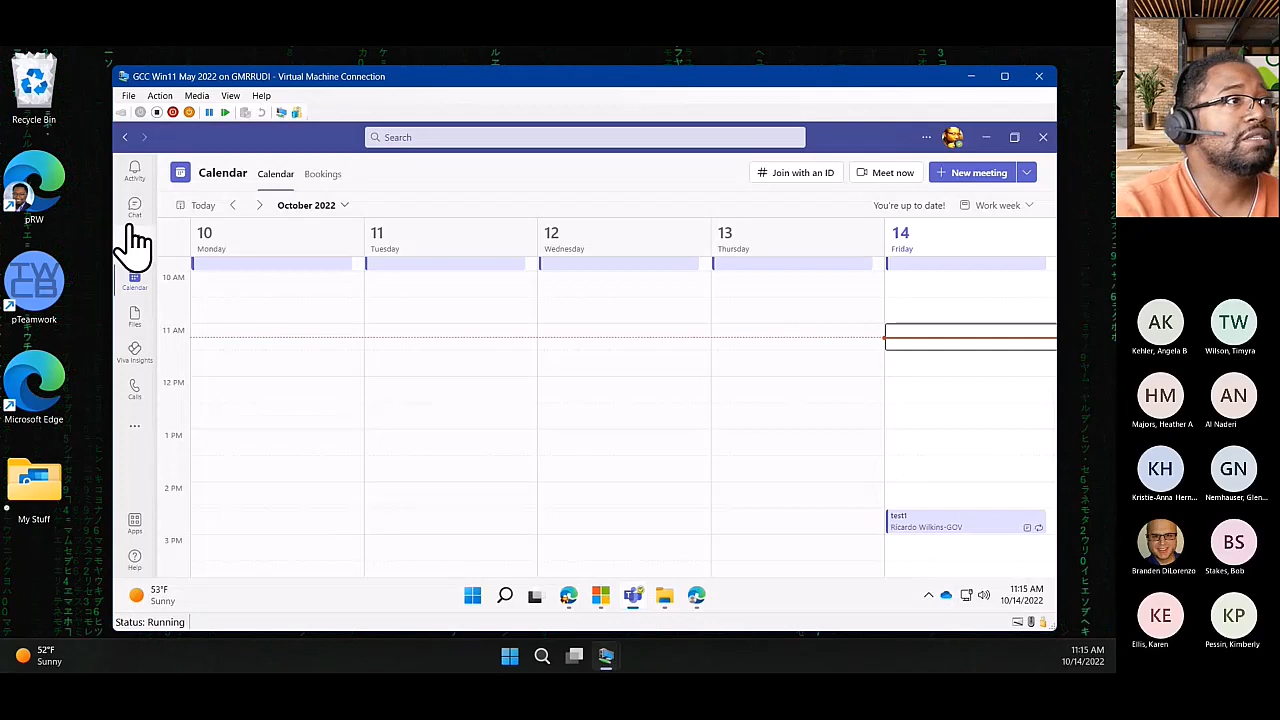 Recycle Bin
pRW
TW
CB
pTeamwork
Microsoft Edge
My Stuff
GCC Win11 May 2022 on GMRRUDI - Virtual Machine Connection
File Action Media View Help
Search
Activity
Chat
Calendar
Files
Viva Insights
Calls
Apps
Help
Calendar Calendar Bookings
# Join with an ID
Meet now
+ New meeting
Today
October 2022
You're up to date!
Work week
10
Monday
11
Tuesday
12
Wednesday
13
Thursday
14
Friday
10 AM
11 AM
12 PM
1 PM
2 PM
3 PM
test1
Ricardo Wilkins-GOV
53°F
Sunny
11:15 AM
10/14/2022
Status: Running
52°F
Sunny
11:15 AM
10/14/2022
AK
Kehler, Angela B
TW
Wilson, Timyra
HM
Majors, Heather A
AN
Al Naderi
KH
Kristie-Anna Hern...
GN
Nemhauser, Glen...
Branden DiLorenzo
BS
Stakes, Bob
KE
Ellis, Karen
KP
Pessin, Kimberly